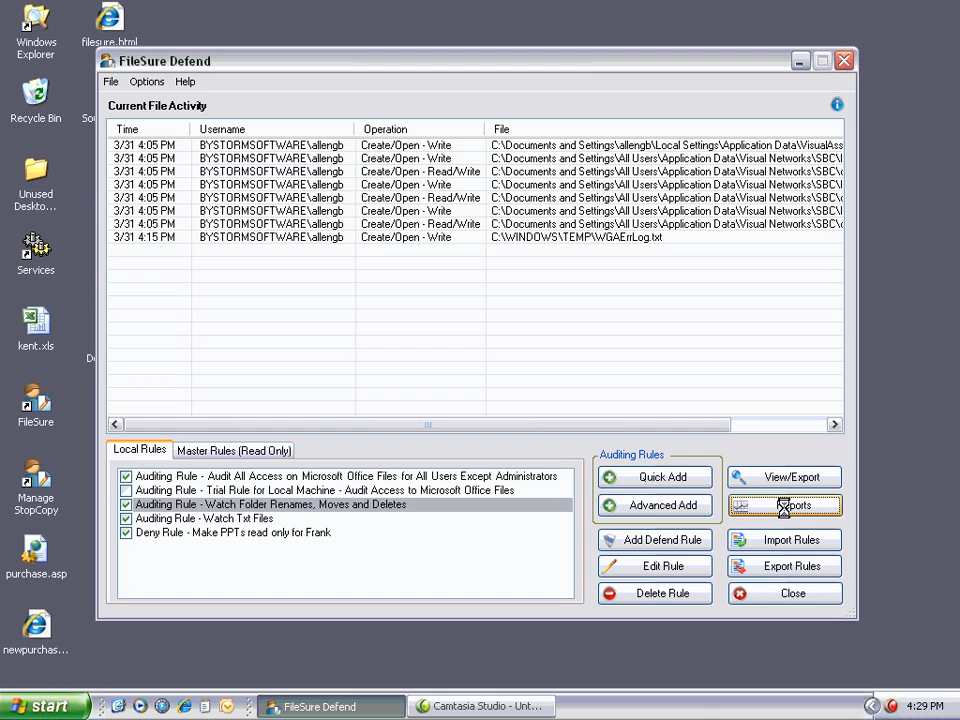 Windows
Explorer
filesure.html
Recycle Bin
Unused
Deskto...
Services
kent.xls
FileSure
Manage
StopCopy
purchase.asp
newpurchas...
FileSure Defend
File Options Help
Current File Activity
Time Username Operation File
3/31 4:05 PM BYSTORMSOFTWARE\allengb Create/Open - Write C:\Documents and Settings\allengb\Local Settings\Application Data\VisualAss
3/31 4:05 PM BYSTORMSOFTWARE\allengb Create/Open - Write C:\Documents and Settings\All Users\Application Data\Visual Networks\SBC\
3/31 4:05 PM BYSTORMSOFTWARE\allengb Create/Open - Read/Write C:\Documents and Settings\All Users\Application Data\Visual Networks\SBC\
3/31 4:05 PM BYSTORMSOFTWARE\allengb Create/Open - Write C:\Documents and Settings\All Users\Application Data\Visual Networks\SBC\
3/31 4:05 PM BYSTORMSOFTWARE\allengb Create/Open - Read/Write C:\Documents and Settings\All Users\Application Data\Visual Networks\SBC\
3/31 4:05 PM BYSTORMSOFTWARE\allengb Create/Open - Write C:\Documents and Settings\All Users\Application Data\Visual Networks\SBC\
3/31 4:05 PM BYSTORMSOFTWARE\allengb Create/Open - Read/Write C:\Documents and Settings\All Users\Application Data\Visual Networks\SBC\
3/31 4:15 PM BYSTORMSOFTWARE\allengb Create/Open - Write C:\WINDOWS\TEMP\WGAErrLog.txt
Local Rules Master Rules (Read Only)
Auditing Rule - Audit All Access on Microsoft Office Files for All Users Except Administrators
Auditing Rule - Trial Rule for Local Machine - Audit Access to Microsoft Office Files
Auditing Rule - Watch Folder Renames, Moves and Deletes
Auditing Rule - Watch Txt Files
Deny Rule - Make PPTs read only for Frank
Auditing Rules
Quick Add View/Export
Advanced Add
Add Defend Rule Import Rules
Edit Rule Export Rules
Delete Rule Close
start FileSure Defend Camtasia Studio - Unt... 4:29 PM